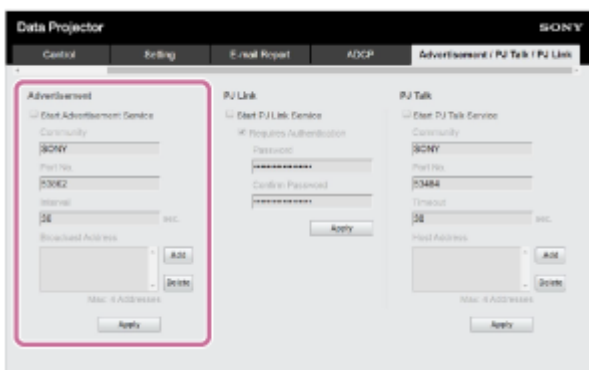 Data Projector
SONY
Control
Setting
E-mail Report
ADCP
Advertisement / PJ Talk / PJ Link
Advertisement
Start Advertisement Service
Community
SONY
Port No.
53862
Interval
30
sec.
Broadcast Address
Add
Delete
Max. 4 Addresses
Apply
PJ Link
Start PJ Link Service
Requires Authentication
Password
Confirm Password
Apply
PJ Talk
Start PJ Talk Service
Community
SONY
Port No.
53484
Timeout
30
sec.
Host Address
Add
Delete
Max. 4 Addresses
Apply